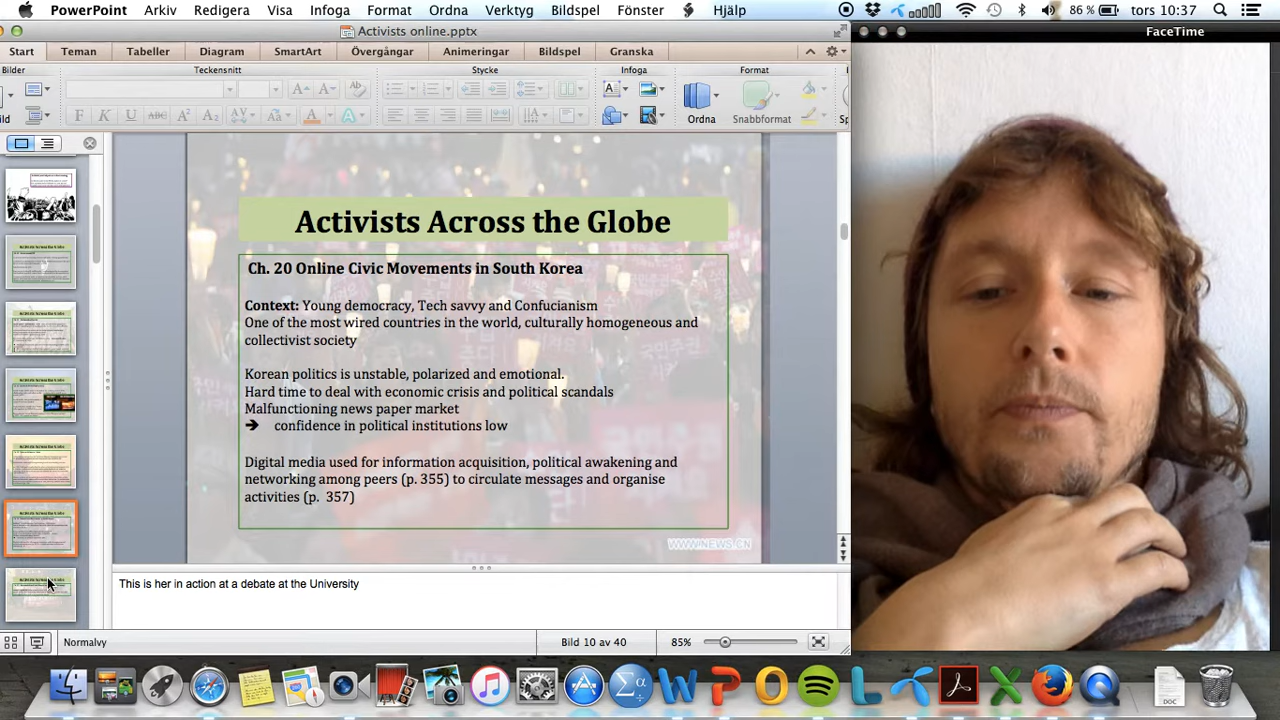 PowerPoint Arkiv Redigera Visa Infoga Format Ordna Verktyg Bildspel Fönster Hjälp 86 % tors 10:37
Activists online.pptx
FaceTime
Start Teman Tabeller Diagram SmartArt Övergångar Animeringar Bildspel Granska
Bilder Teckensnitt Stycke Infoga Format
Ordna Snabbformat
Activists Across the Globe
Ch. 20 Online Civic Movements in South Korea
Context: Young democracy, Tech savvy and Confucianism
One of the most wired countries in the world, culturally homogeneous and
collectivist society
Korean politics is unstable, polarized and emotional.
Hard time to deal with economic crisis and political scandals
Malfunctioning news paper market
➔ confidence in political institutions low
Digital media used for information acquisition, political awakening and
networking among peers (p. 355) to circulate messages and organise
activities (p. 357)
WWW.NEWS.CN
This is her in action at a debate at the University
Normalvy Bild 10 av 40 85%
DOC